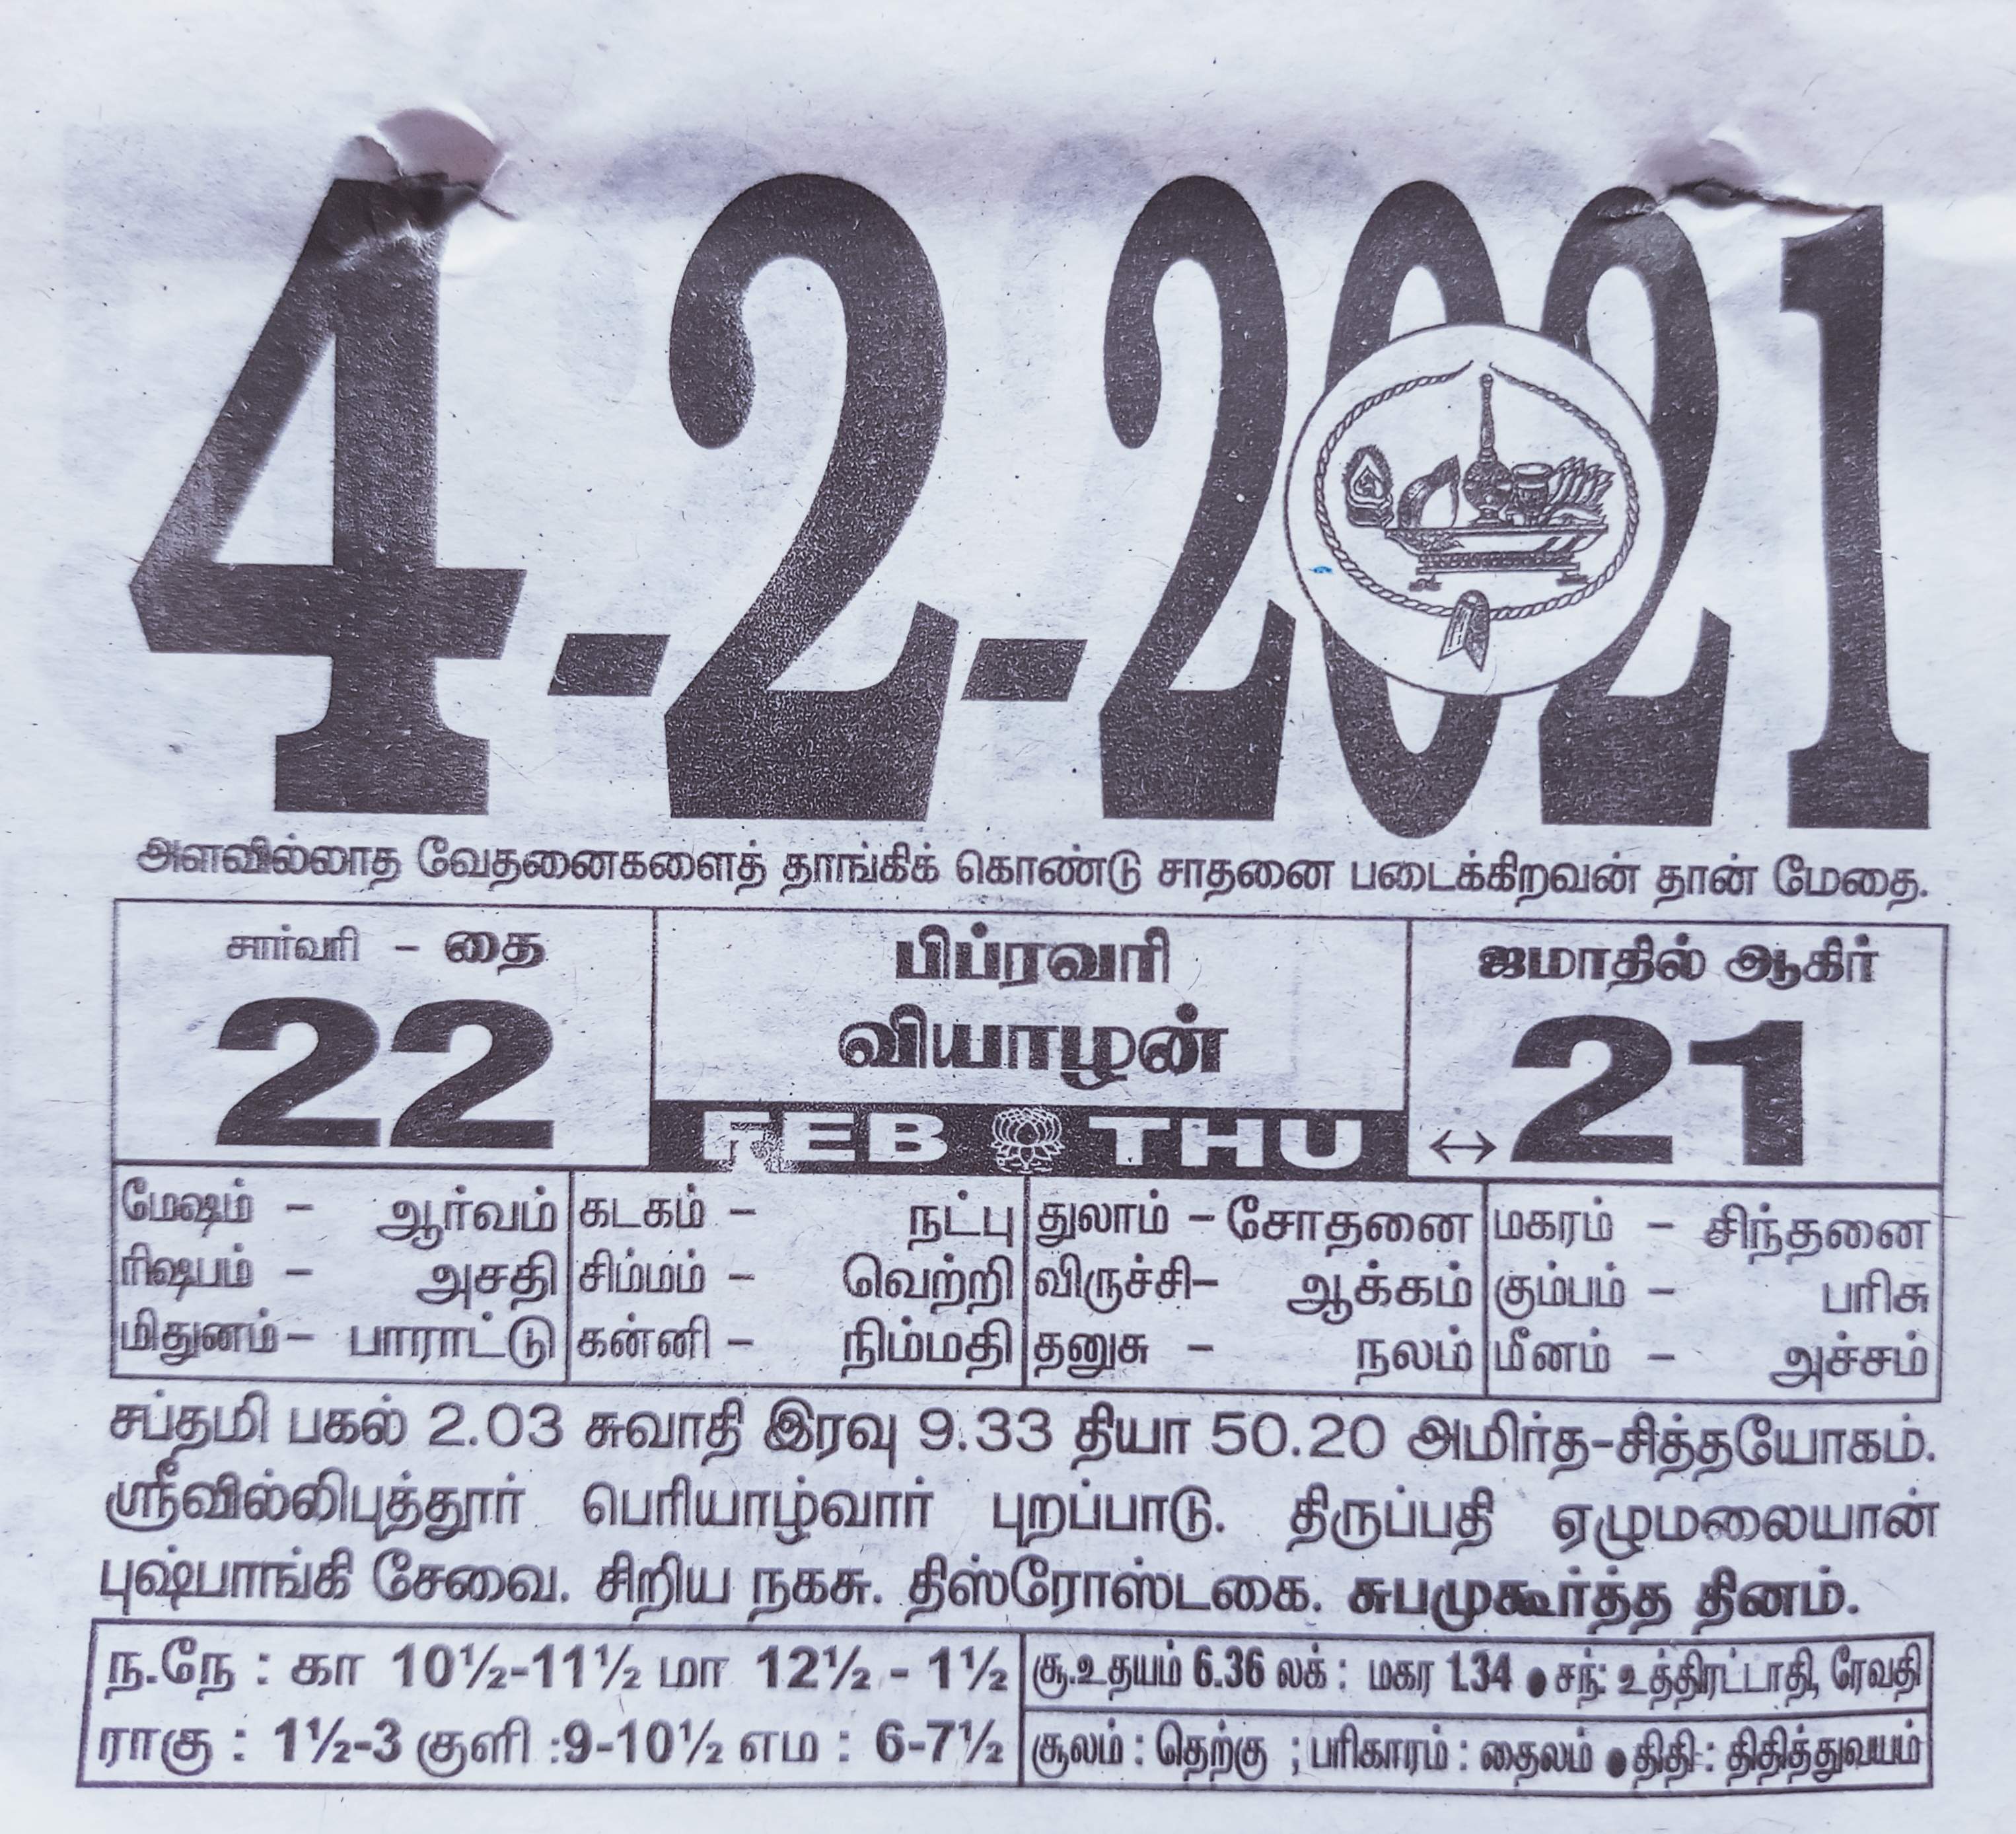 4-2-2021
அளவில்லாத வேதனைகளைத் தாங்கிக் கொண்டு சாதனை படைக்கிறவன் தான் மேதை.
சார்வரி - தை
22
பிப்ரவரி
வியாழன்
FEB THU
ஜமாதில் ஆகிர்
↔21
மேஷம் - ஆர்வம்
ரிஷபம் - அசதி
மிதுனம்- பாராட்டு
கடகம் - நட்பு
சிம்மம் - வெற்றி
கன்னி - நிம்மதி
துலாம் - சோதனை
விருச்சி- ஆக்கம்
தனுசு - நலம்
மகரம் - சிந்தனை
கும்பம் - பரிசு
மீனம் - அச்சம்
சப்தமி பகல் 2.03 சுவாதி இரவு 9.33 தியா 50.20 அமிர்த-சித்தயோகம்.
ஸ்ரீவில்லிபுத்தூர் பெரியாழ்வார் புறப்பாடு. திருப்பதி ஏழுமலையான்
புஷ்பாங்கி சேவை. சிறிய நகசு. திஸ்ரோஸ்டகை. சுபமுகூர்த்த தினம்.
ந.நே : கா 10½-11½ மா 12½ - 1½
ராகு : 1½-3 குளி :9-10½ எம : 6-7½
சூ.உதயம் 6.36 லக் : மகர 1.34 ● சந்: உத்திரட்டாதி, ரேவதி
சூலம் : தெற்கு ; பரிகாரம் : தைலம் ● திதி : திதித்துவயம்